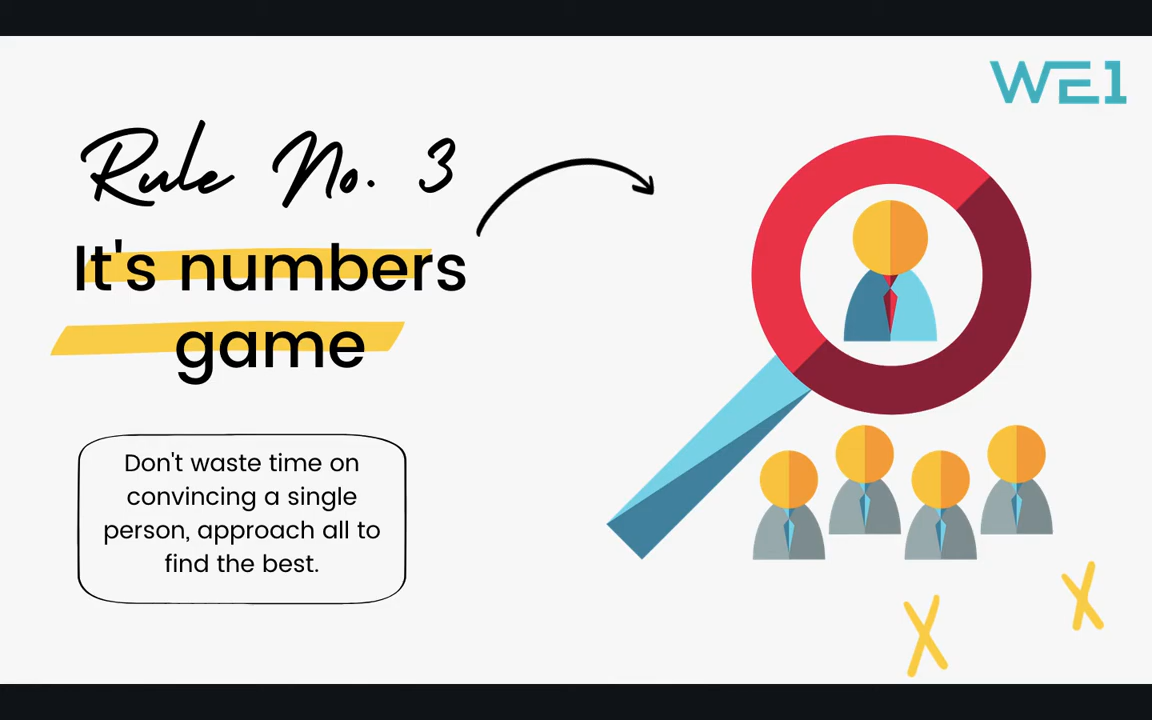 WE1
Rule No. 3
It's numbers
game
Don't waste time on
convincing a single
person, approach all to
find the best.